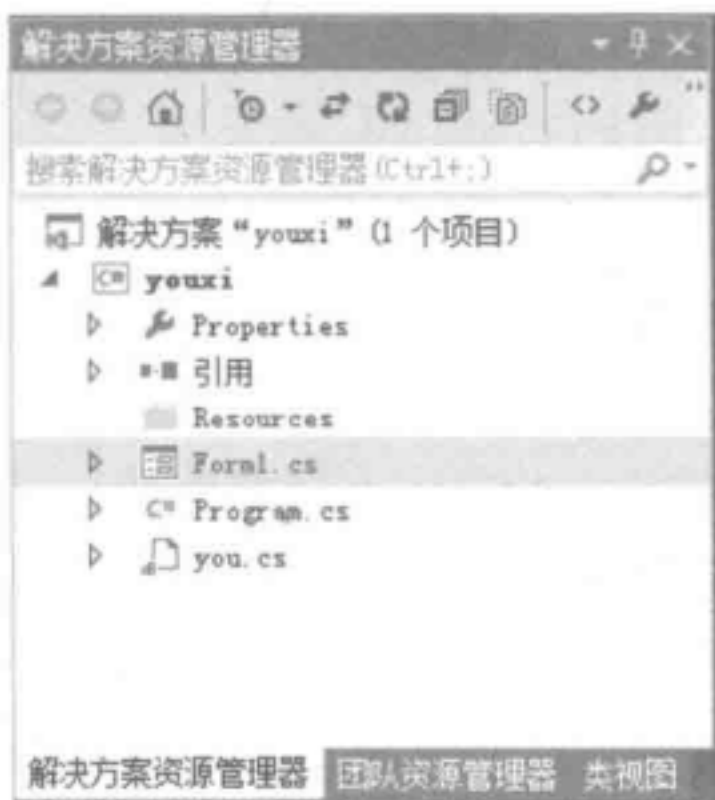 解决方案资源管理器
搜索解决方案资源管理器(Ctrl+;)
解决方案“youxi”(1 个项目)
C# youxi
Properties
引用
Resources
Form1.cs
C# Program.cs
you.cs
解决方案资源管理器 团队资源管理器 类视图